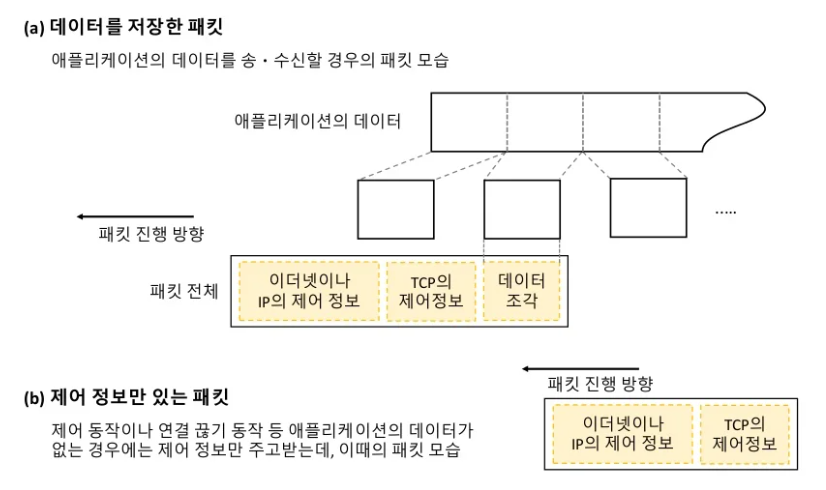 (a) 데이터를 저장한 패킷
애플리케이션의 데이터를 송・수신할 경우의 패킷 모습
애플리케이션의 데이터
.....
패킷 진행 방향
패킷 전체
이더넷이나
IP의 제어 정보
TCP의
제어정보
데이터
조각
(b) 제어 정보만 있는 패킷
제어 동작이나 연결 끊기 동작 등 애플리케이션의 데이터가
없는 경우에는 제어 정보만 주고받는데, 이때의 패킷 모습
패킷 진행 방향
이더넷이나
IP의 제어 정보
TCP의
제어정보